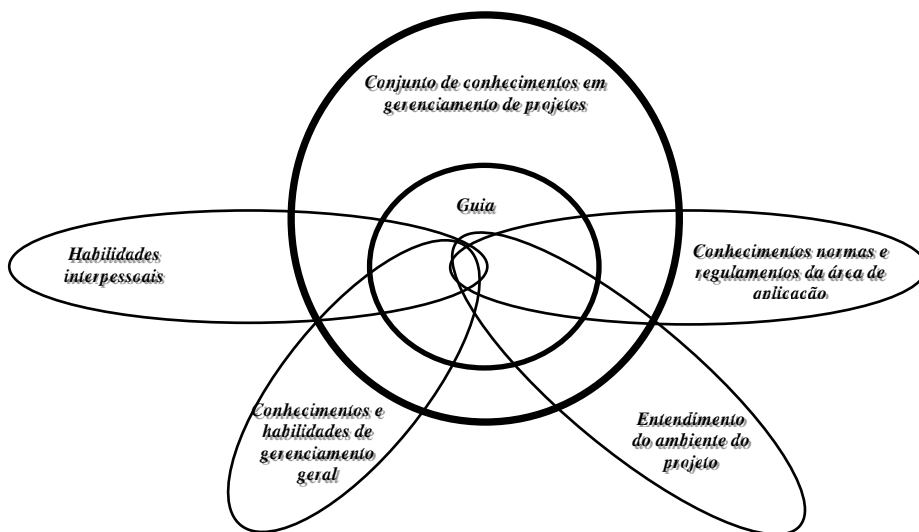 Conjunto de conhecimentos em
gerenciamento de projetos
Guia
Habilidades
interpessoais
Conhecimentos normas e
regulamentos da área de
aplicação
Conhecimentos e
habilidades de
gerenciamento
geral
Entendimento
do ambiente do
projeto